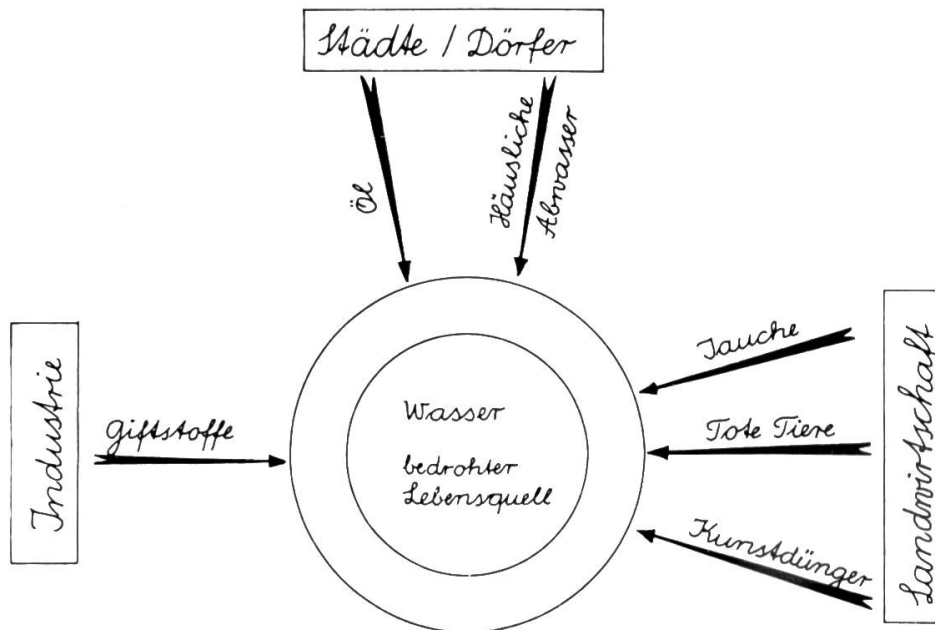 Städte / Dörfer
Öl
Häusliche
Abwasser
Industrie
Giftstoffe
Wasser
bedrohter
Lebensquell
Jauche
Tote Tiere
Kunstdünger
Landwirtschaft